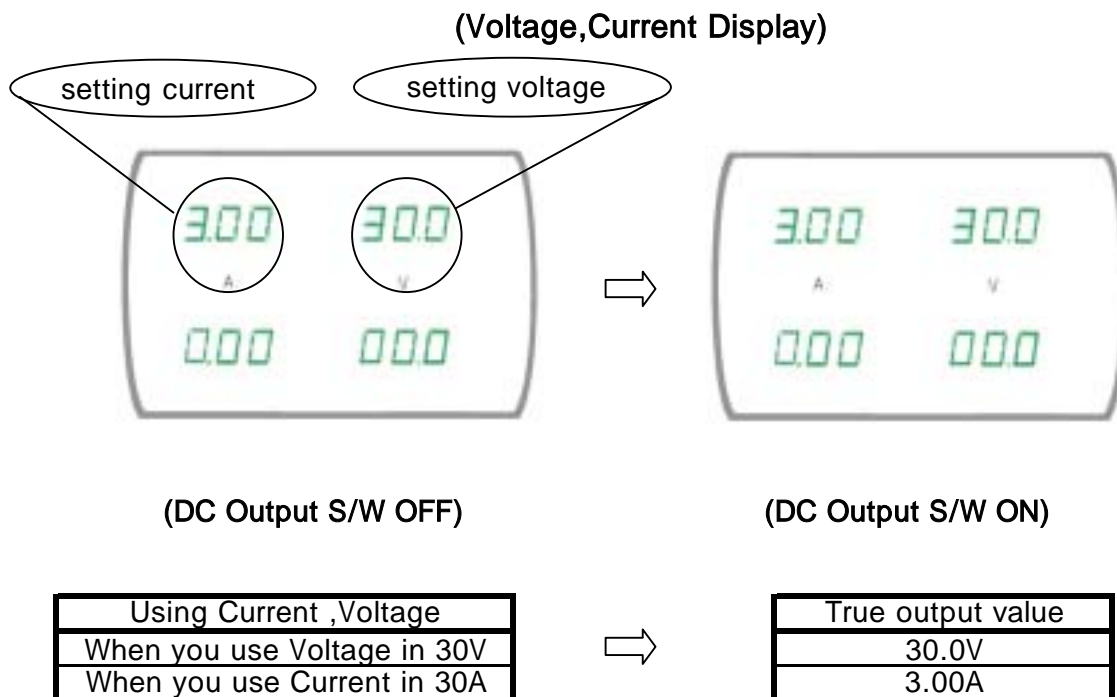 (Voltage,Current Display)
setting current
setting voltage
3.00
30.0
A
V
0.00
00.0
3.00
30.0
A
V
0.00
00.0
(DC Output S/W OFF)
(DC Output S/W ON)
Using Current ,Voltage
When you use Voltage in 30V
When you use Current in 30A
True output value
30.0V
3.00A